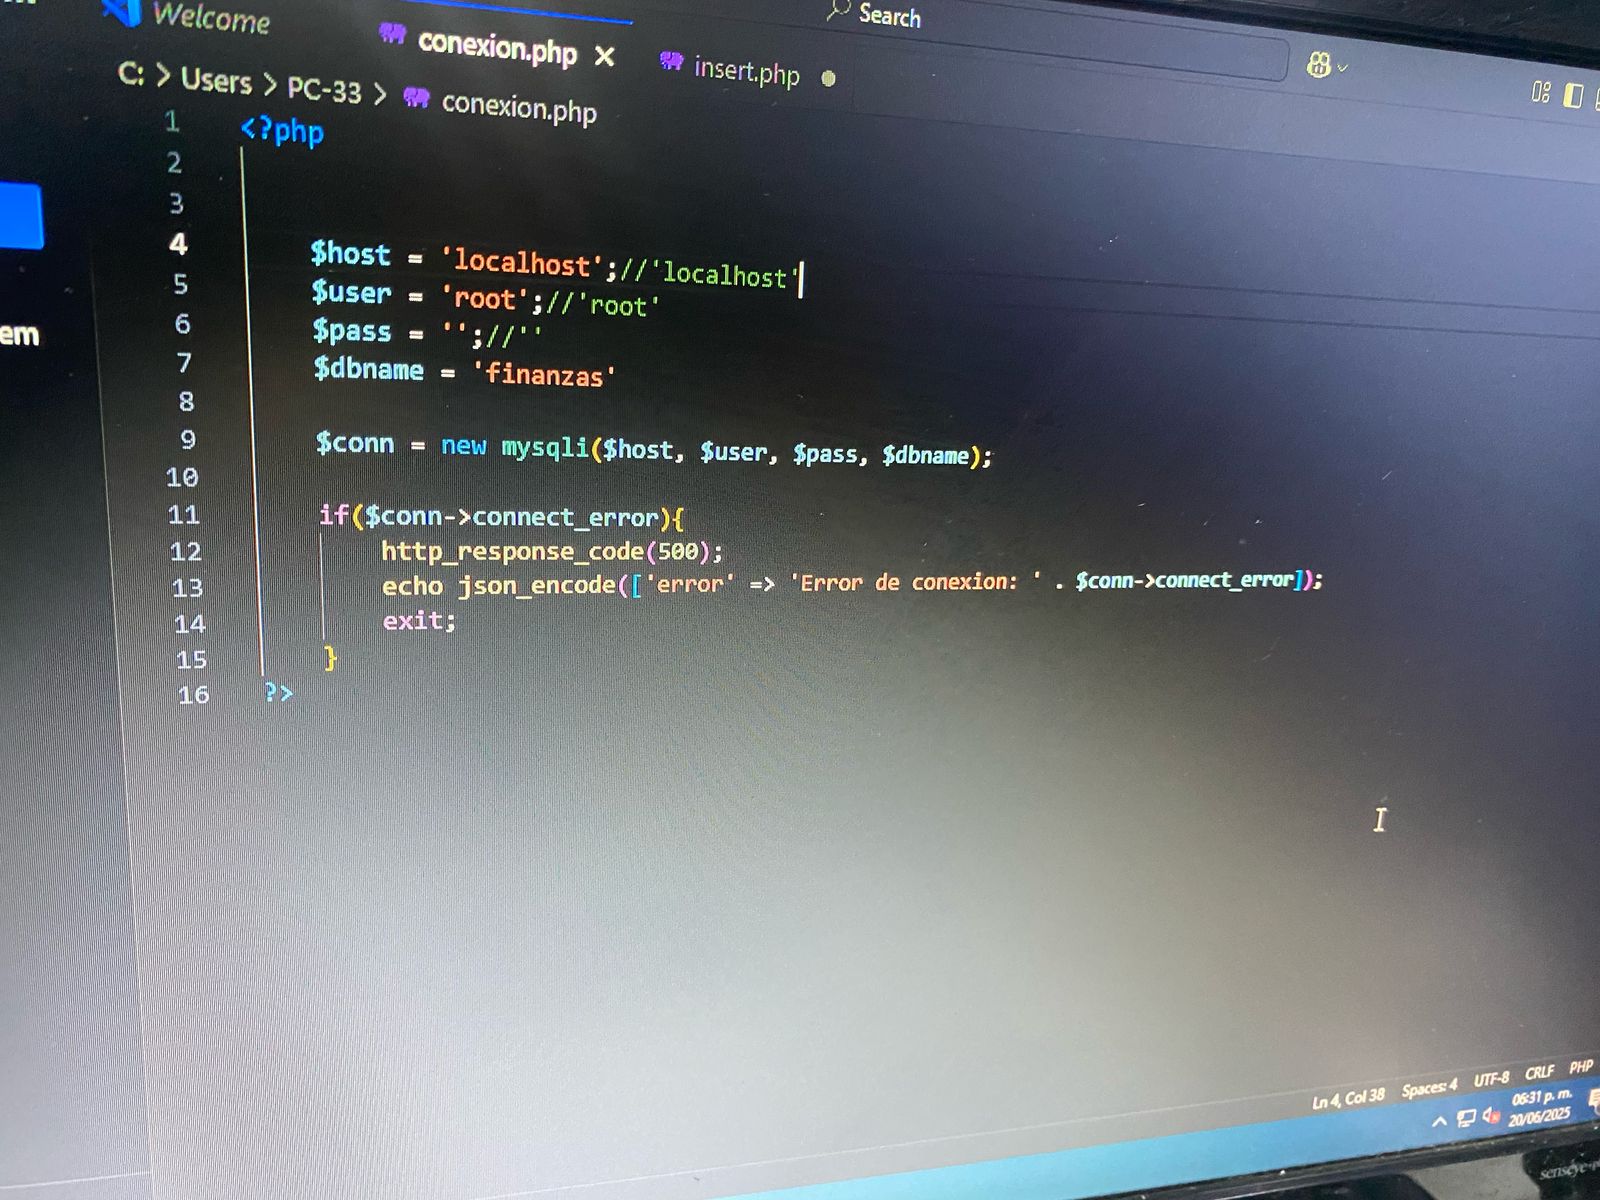 Welcome
Search
conexion.php
insert.php
C: > Users > PC-33 > conexion.php
1 <?php
2
3
4 $host = 'localhost';//'localhost'
5 $user = 'root';//'root'
6 $pass = '';//''
7 $dbname = 'finanzas'
8
9 $conn = new mysqli($host, $user, $pass, $dbname);
10
11 if($conn->connect_error){
12 http_response_code(500);
13 echo json_encode(['error' => 'Error de conexion: ' . $conn->connect_error]);
14 exit;
15 }
16 ?>
em
Ln 4, Col 38 Spaces: 4 UTF-8 CRLF PHP
06:31 p. m.
20/06/2025